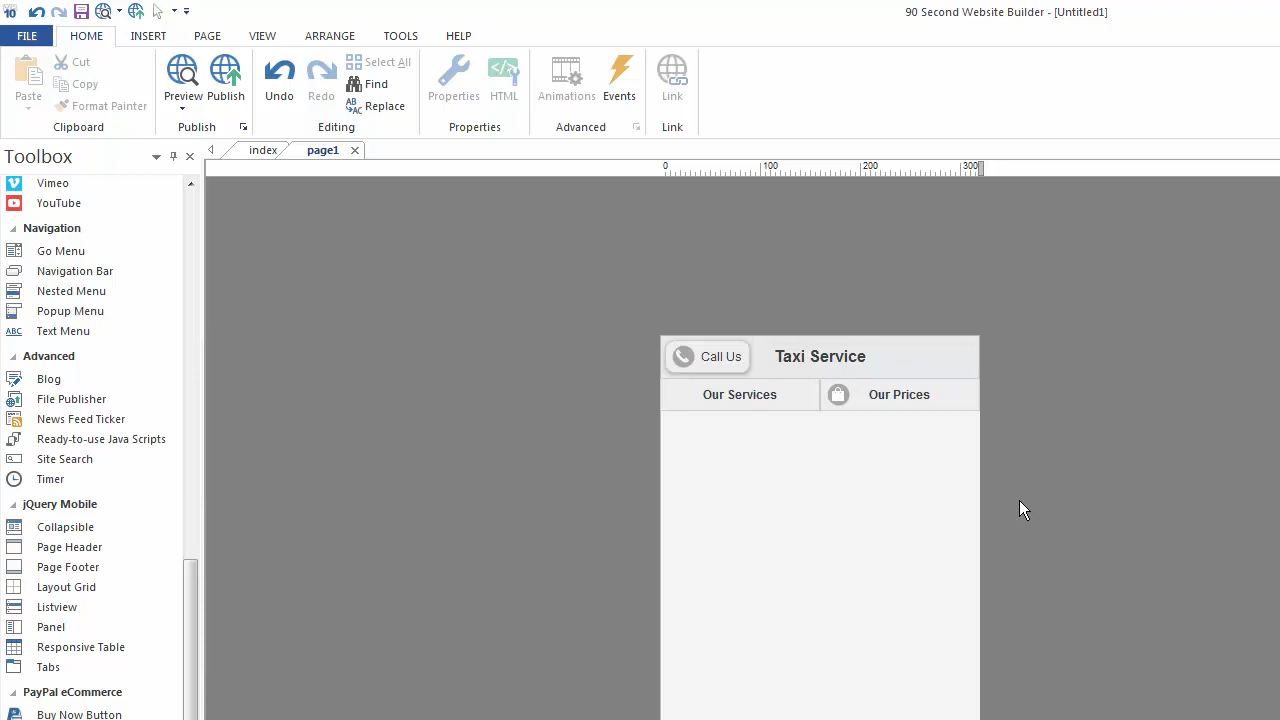 10
90 Second Website Builder - [Untitled1]
FILE HOME INSERT PAGE VIEW ARRANGE TOOLS HELP
Paste
Cut
Copy
Format Painter
Clipboard
Preview
Publish
Publish
Undo
Redo
Select All
Find
Replace
Editing
Properties
HTML
Properties
Animations
Events
Advanced
Link
Link
Toolbox
index
page1
0 100 200 300
Vimeo
YouTube
Navigation
Go Menu
Navigation Bar
Nested Menu
Popup Menu
ABC Text Menu
Advanced
Blog
File Publisher
News Feed Ticker
Ready-to-use Java Scripts
Site Search
Timer
jQuery Mobile
Collapsible
Page Header
Page Footer
Layout Grid
Listview
Panel
Responsive Table
Tabs
PayPal eCommerce
Buy Now Button
Call Us
Taxi Service
Our Services
Our Prices